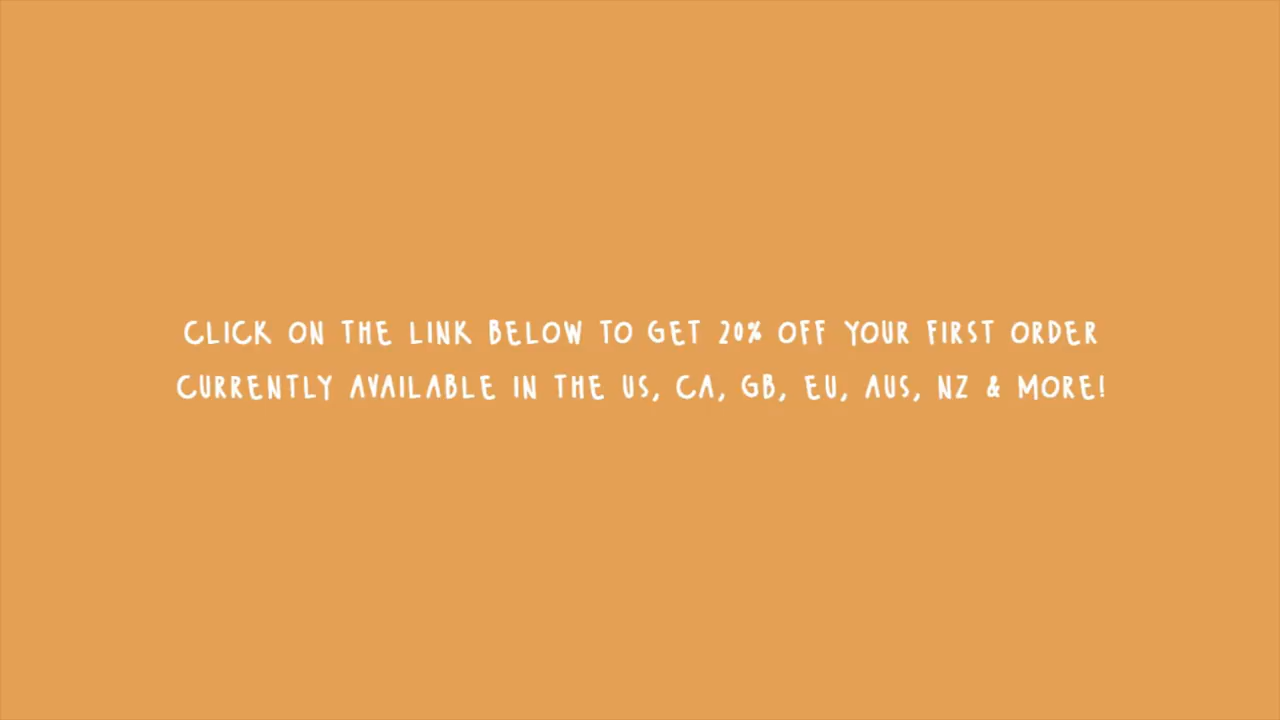 CLICK ON THE LINK BELOW TO GET 20% OFF YOUR FIRST ORDER
CURRENTLY AVAILABLE IN THE US, CA, GB, EU, AUS, NZ & MORE!